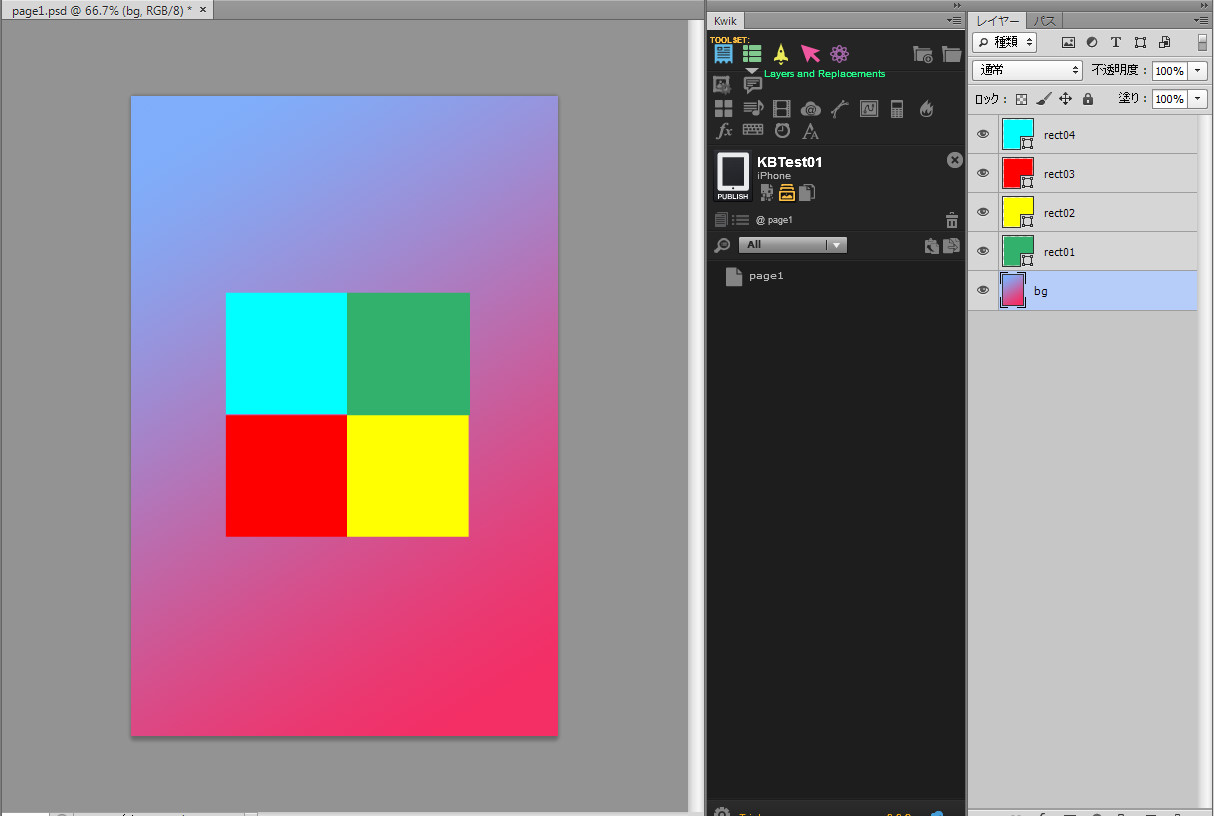 page1.psd @ 66.7% (bg, RGB/8) * ×
Kwik
TOOLSET:
Layers and Replacements
fx
KBTest01
iPhone
PUBLISH
@ page1
All
page1
レイヤー
パス
種類
通常
不透明度：
100%
ロック：
塗り：
100%
rect04
rect03
rect02
rect01
bg